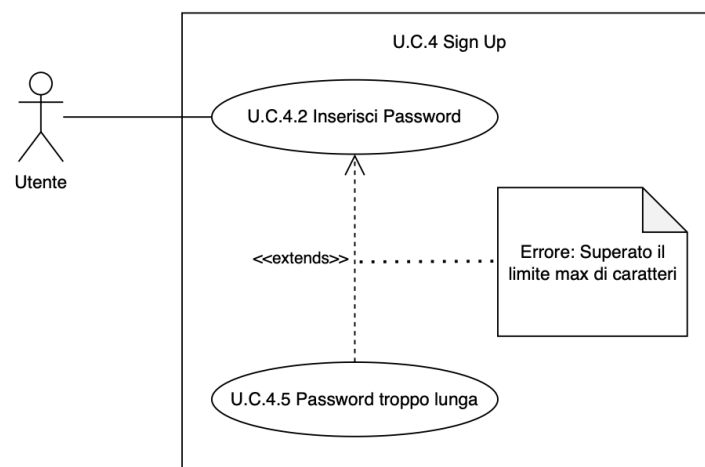 U.C.4 Sign Up
U.C.4.2 Inserisci Password
Utente
<<extends>>
Errore: Superato il
limite max di caratteri
U.C.4.5 Password troppo lunga